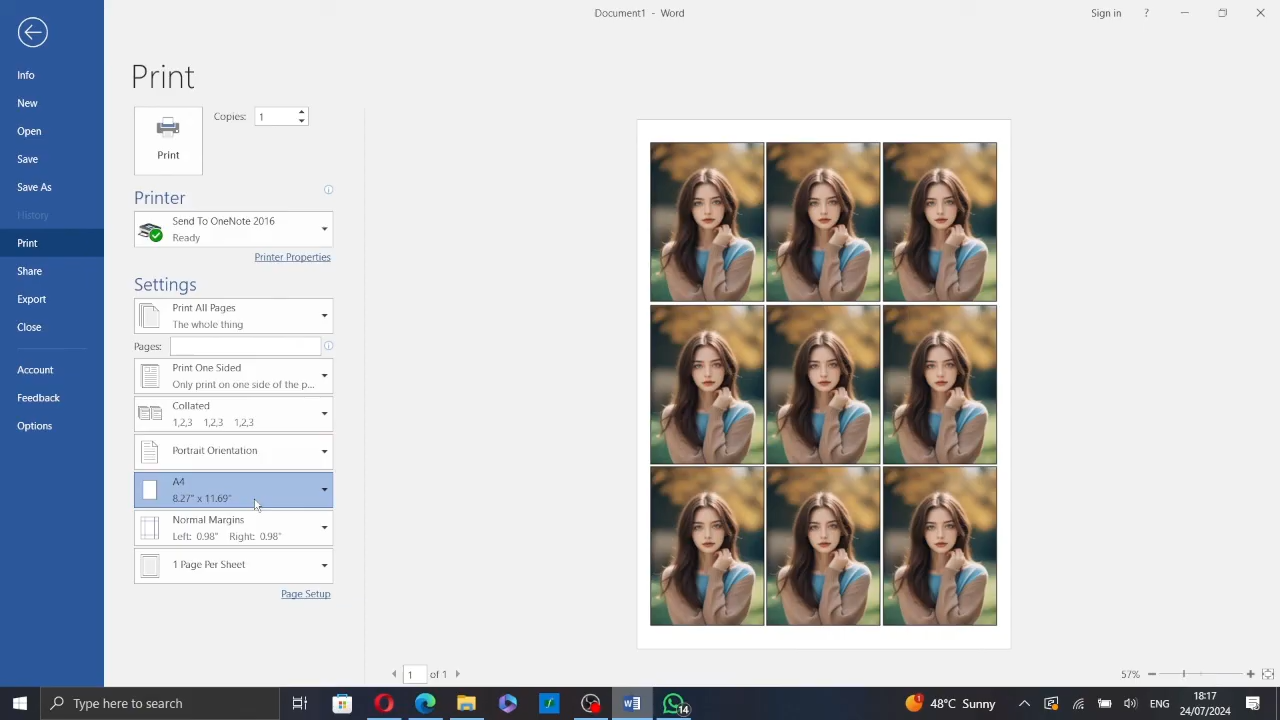 Document1 - Word
Sign in
?
Info
New
Open
Save
Save As
History
Print
Share
Export
Close
Account
Feedback
Options
Print
Print
Copies:
1
Printer
Send To OneNote 2016
Ready
Printer Properties
Settings
Print All Pages
The whole thing
Pages:
Print One Sided
Only print on one side of the p...
Collated
1,2,3 1,2,3 1,2,3
Portrait Orientation
A4
8.27" x 11.69"
Normal Margins
Left: 0.98" Right: 0.98"
1 Page Per Sheet
Page Setup
1 of 1
57%
Type here to search
14
1
48°C Sunny
ENG
18:17
24/07/2024